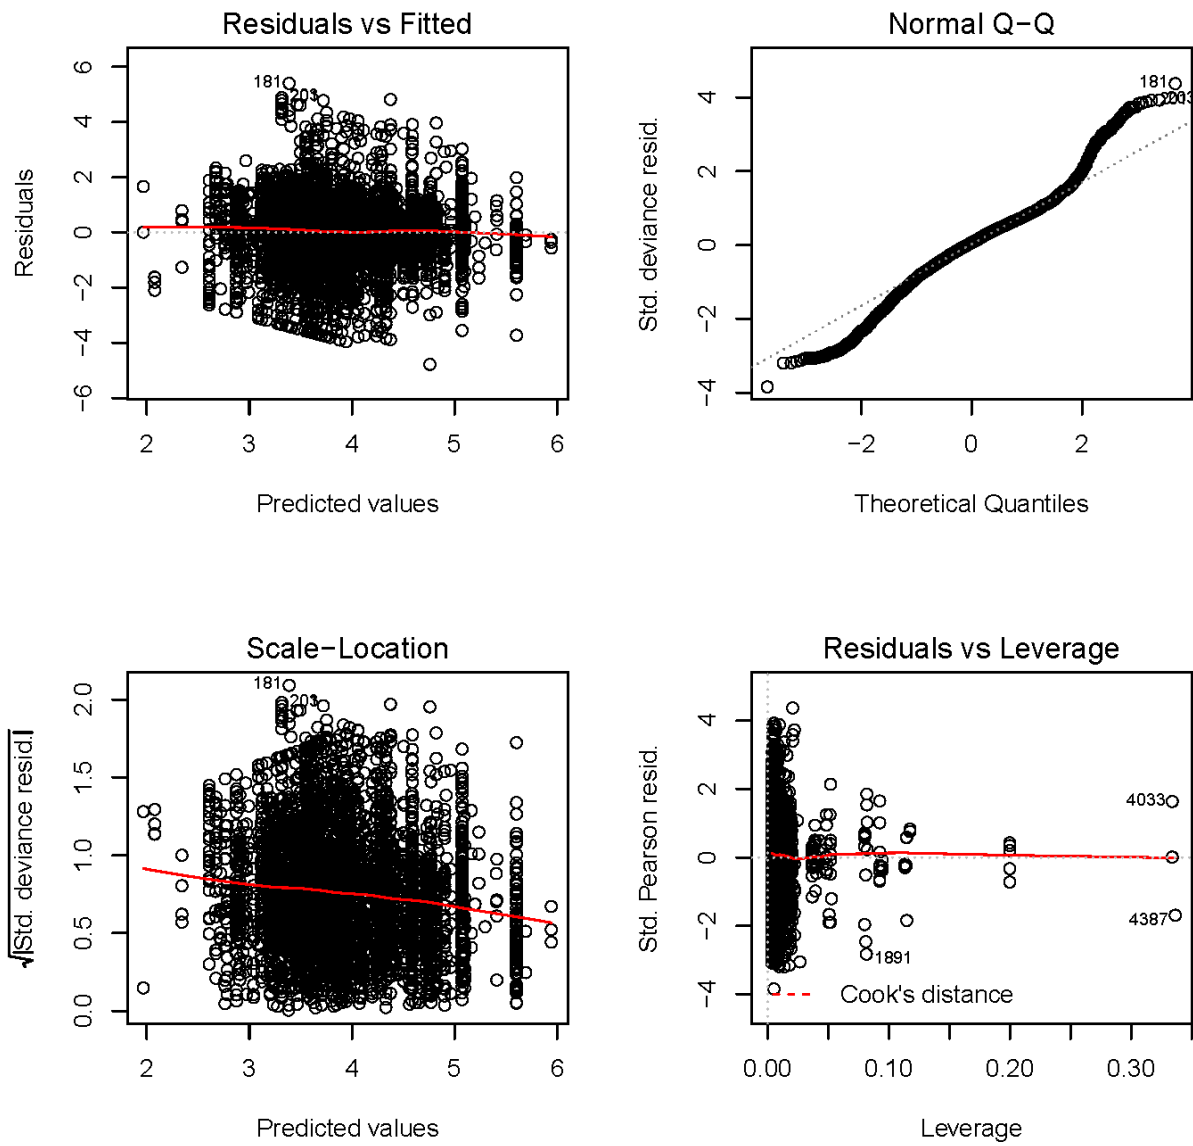 Residuals vs Fitted
Residuals
6
4
2
0
−2
−4
−6
181
203
2 3 4 5 6
Predicted values
Normal Q−Q
Std. deviance resid.
4
2
0
−2
−4
181
−2 0 2
Theoretical Quantiles
Scale−Location
√|Std. deviance resid.|
2.0
1.5
1.0
0.5
0.0
181
2 3 4 5 6
Predicted values
Residuals vs Leverage
Std. Pearson resid.
4
2
0
−2
−4
4033
4387
1891
Cook's distance
0.00 0.10 0.20 0.30
Leverage